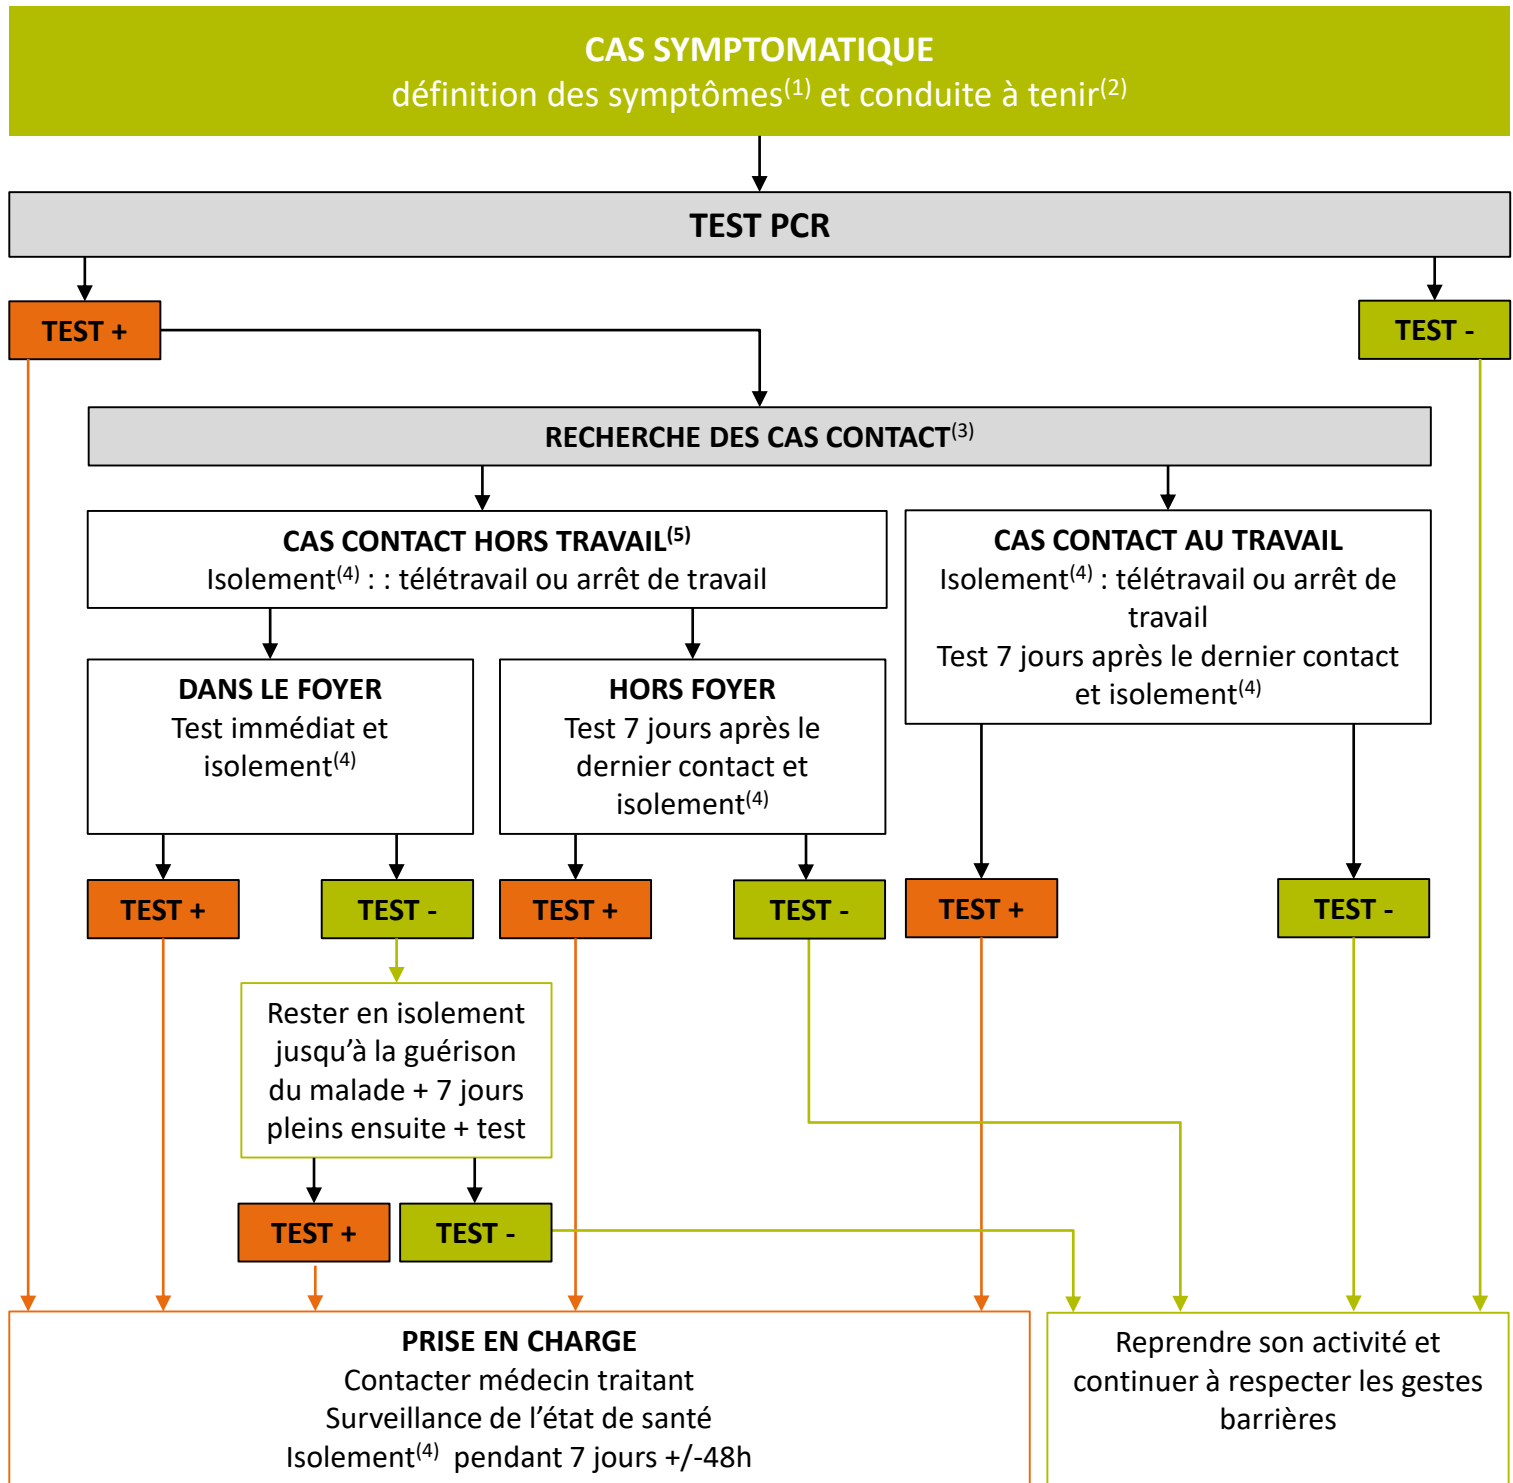 CAS SYMPTOMATIQUE
définition des symptômes(1) et conduite à tenir(2)
TEST PCR
TEST +
TEST -
RECHERCHE DES CAS CONTACT(3)
CAS CONTACT HORS TRAVAIL(5)
Isolement(4) : : télétravail ou arrêt de travail
CAS CONTACT AU TRAVAIL
Isolement(4) : télétravail ou arrêt de
travail
Test 7 jours après le dernier contact
et isolement(4)
DANS LE FOYER
Test immédiat et
isolement(4)
HORS FOYER
Test 7 jours après le
dernier contact et
isolement(4)
TEST +
TEST -
TEST +
TEST -
TEST +
TEST -
Rester en isolement
jusqu'à la guérison
du malade + 7 jours
pleins ensuite + test
TEST +
TEST -
PRISE EN CHARGE
Contacter médecin traitant
Surveillance de l'état de santé
Isolement(4) pendant 7 jours +/-48h
Reprendre son activité et
continuer à respecter les gestes
barrières